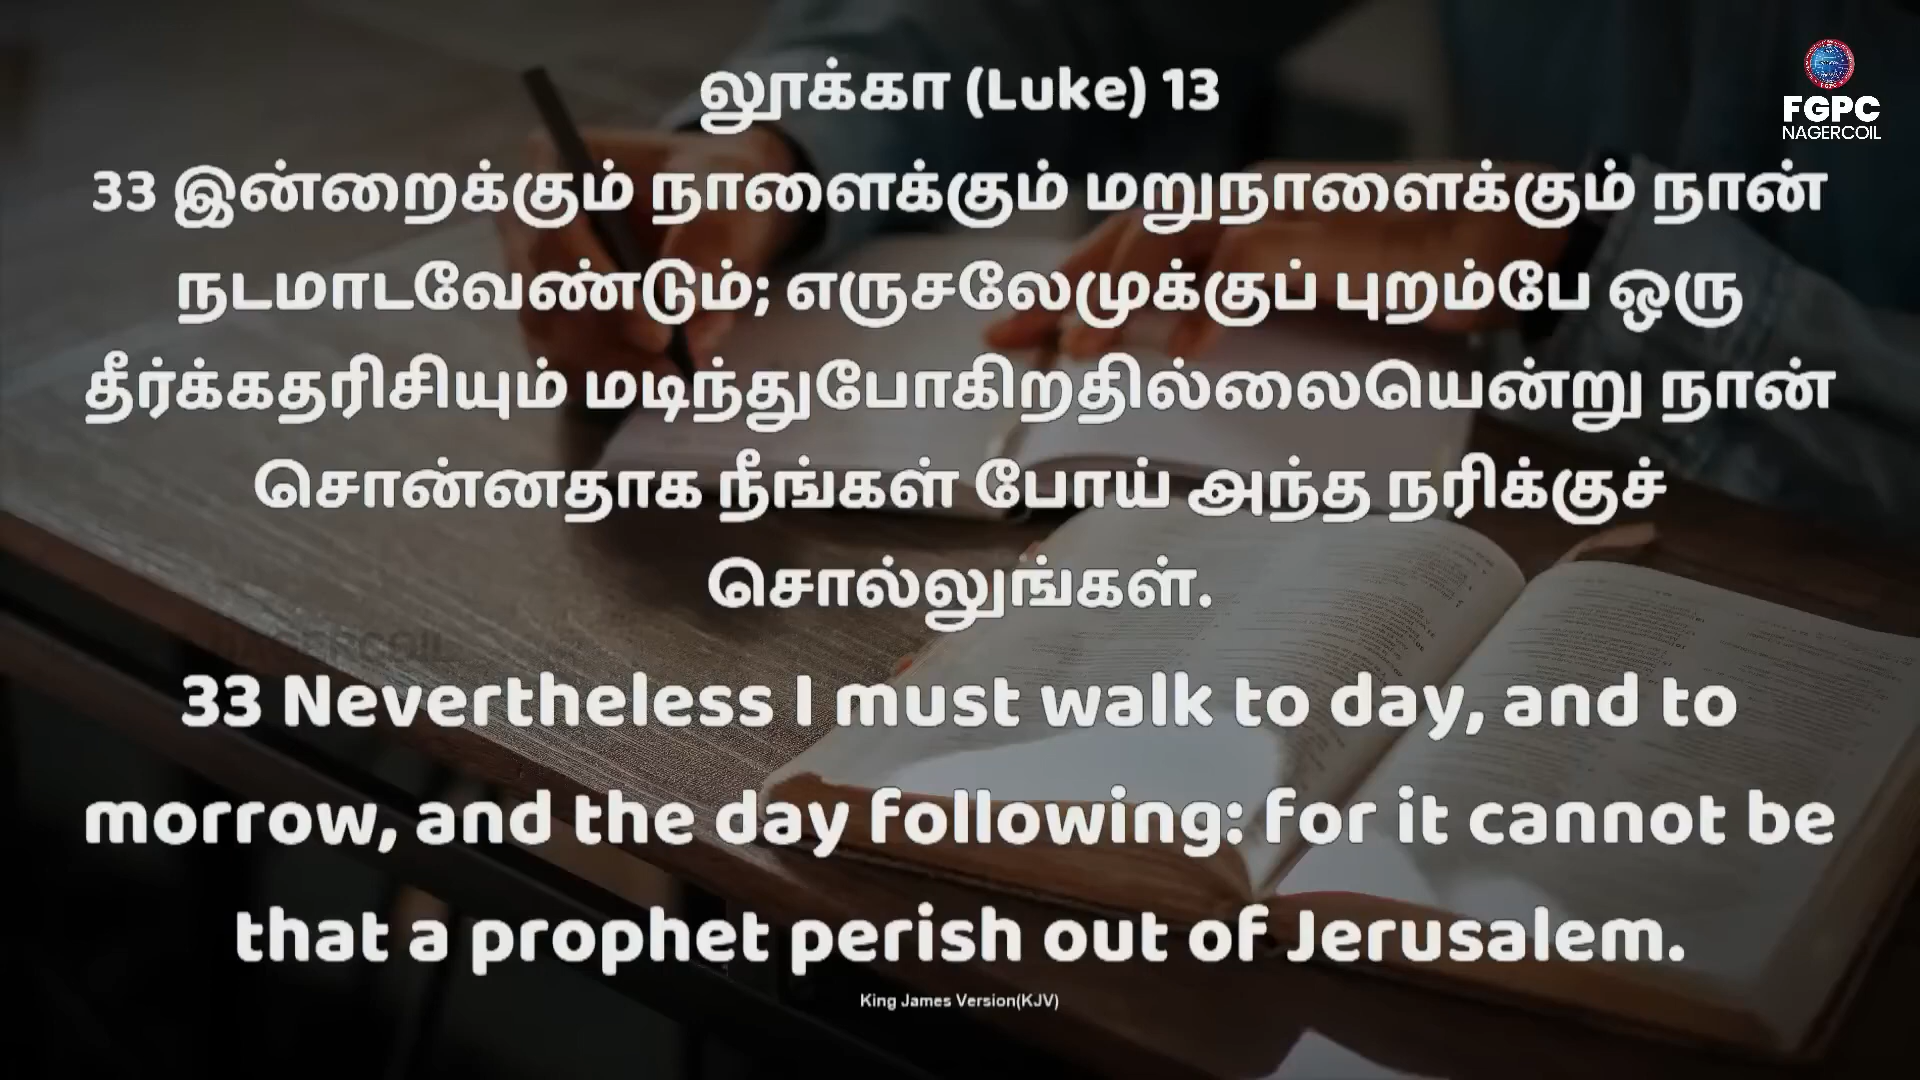 லூக்கா (Luke) 13
FGPC
NAGERCOIL
33 இன்றைக்கும் நாளைக்கும் மறுநாளைக்கும் நான்
நடமாடவேண்டும்; எருசலேமுக்குப் புறம்பே ஒரு
தீர்க்கதரிசியும் மடிந்துபோகிறதில்லையென்று நான்
சொன்னதாக நீங்கள் போய் அந்த நரிக்குச்
சொல்லுங்கள்.
NAGERCOIL
33 Nevertheless I must walk to day, and to
morrow, and the day following: for it cannot be
that a prophet perish out of Jerusalem.
King James Version(KJV)